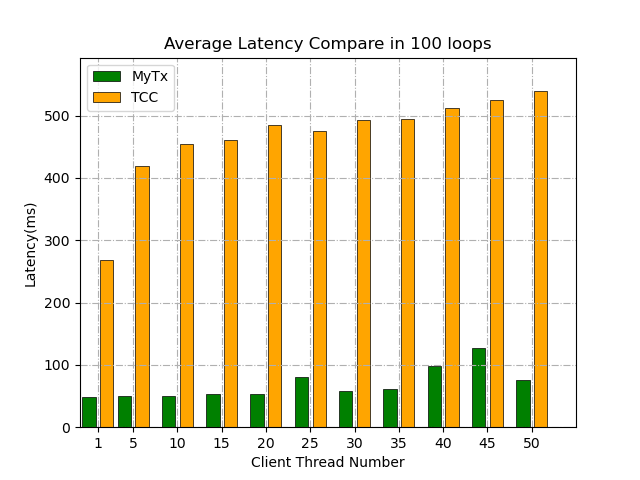 Average Latency Compare in 100 loops
MyTx
TCC
500
400
300
200
100
0
Latency(ms)
1 5 10 15 20 25 30 35 40 45 50
Client Thread Number